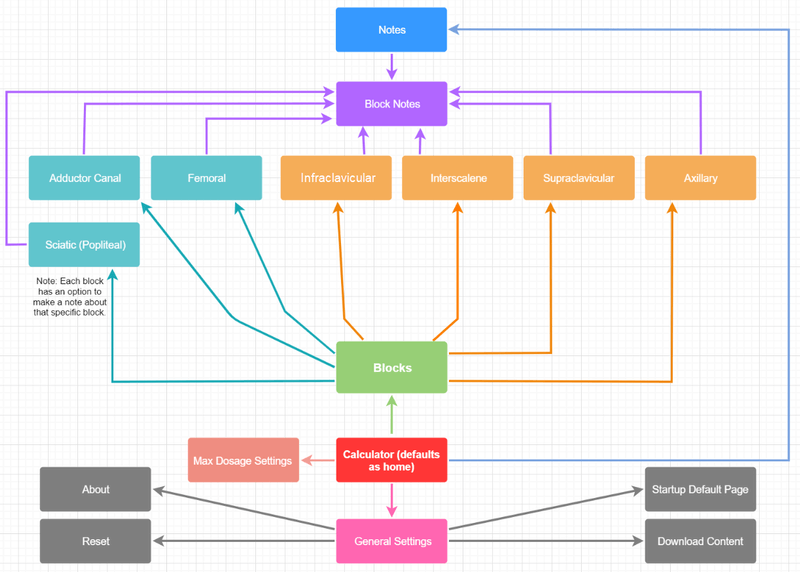 Notes
Block Notes
Adductor Canal
Femoral
Infraclavicular
Interscalene
Supraclavicular
Axillary
Sciatic (Popliteal)
Note: Each block
has an option to
make a note about
that specific block.
Blocks
Max Dosage Settings
Calculator (defaults
as home)
About
Startup Default Page
Reset
General Settings
Download Content